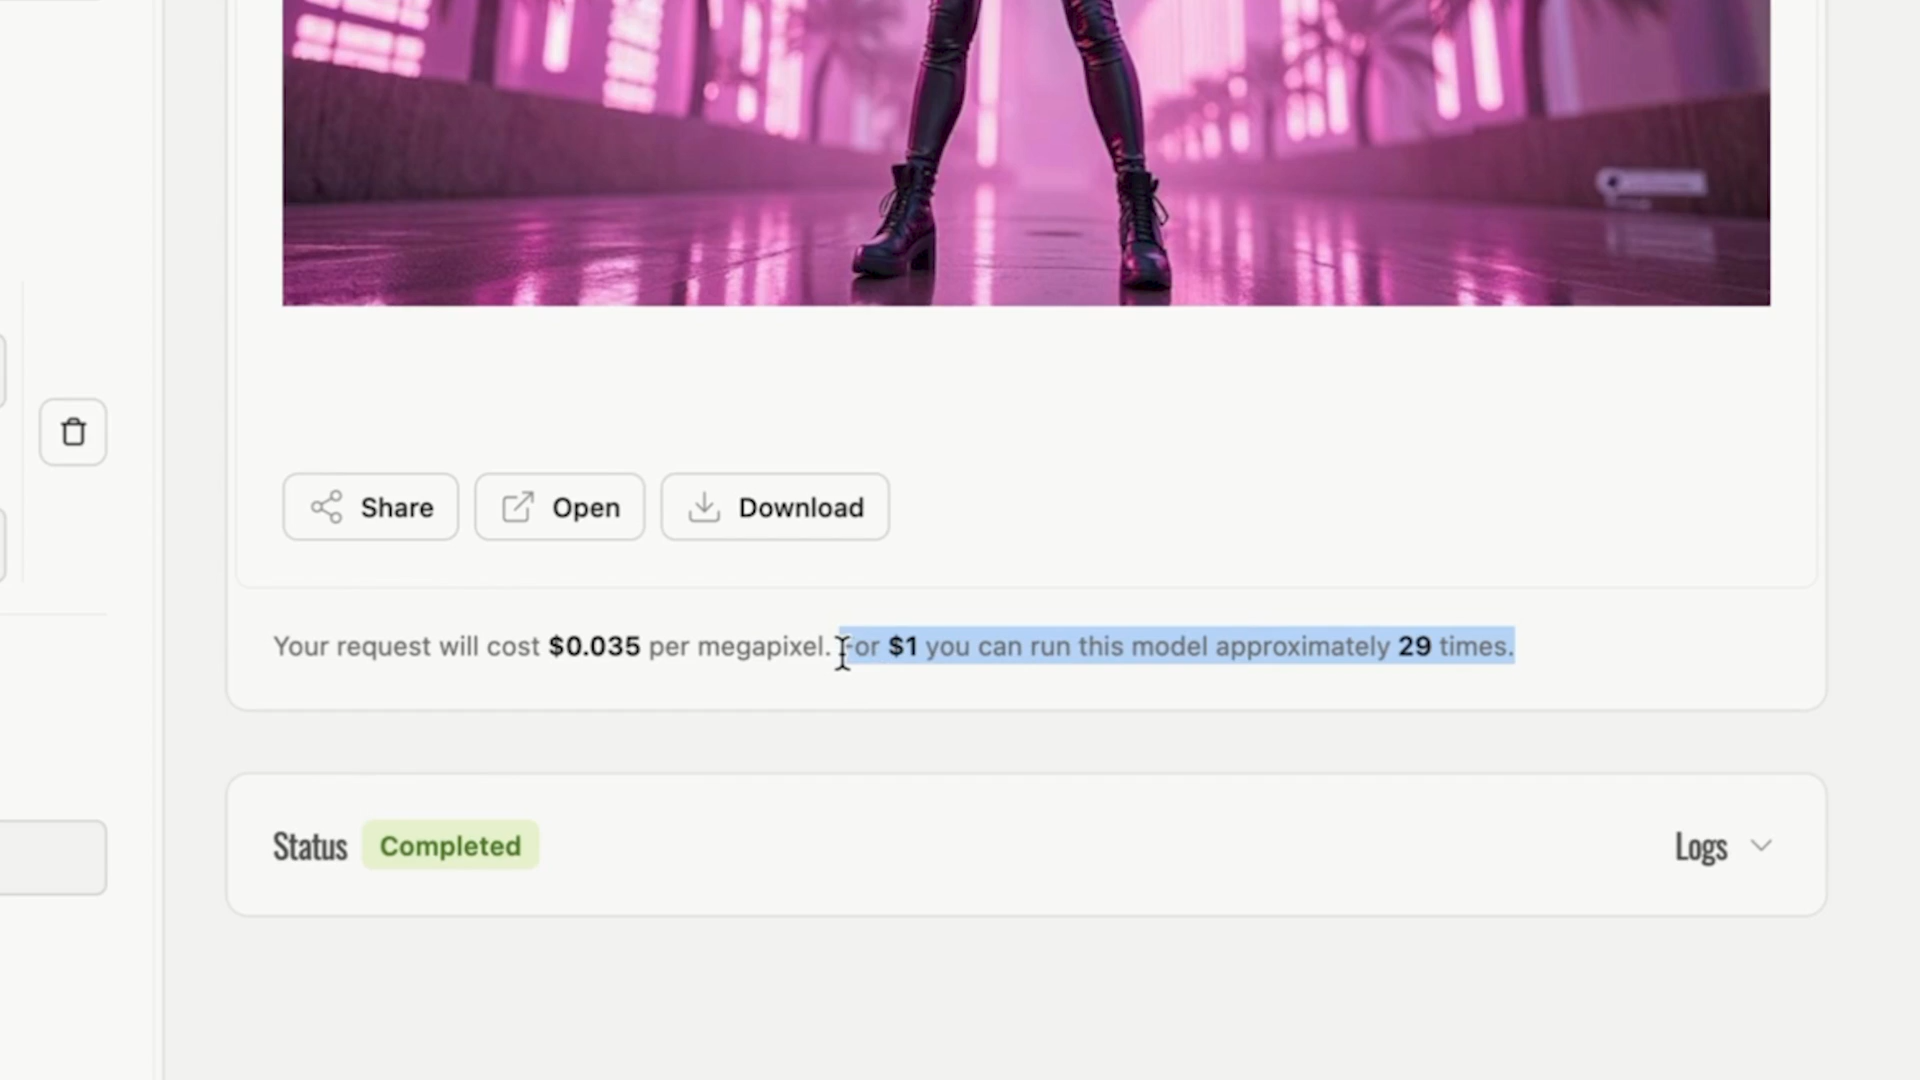 Share
Open
Download
Your request will cost $0.035 per megapixel. For $1 you can run this model approximately 29 times.
Status
Completed
Logs